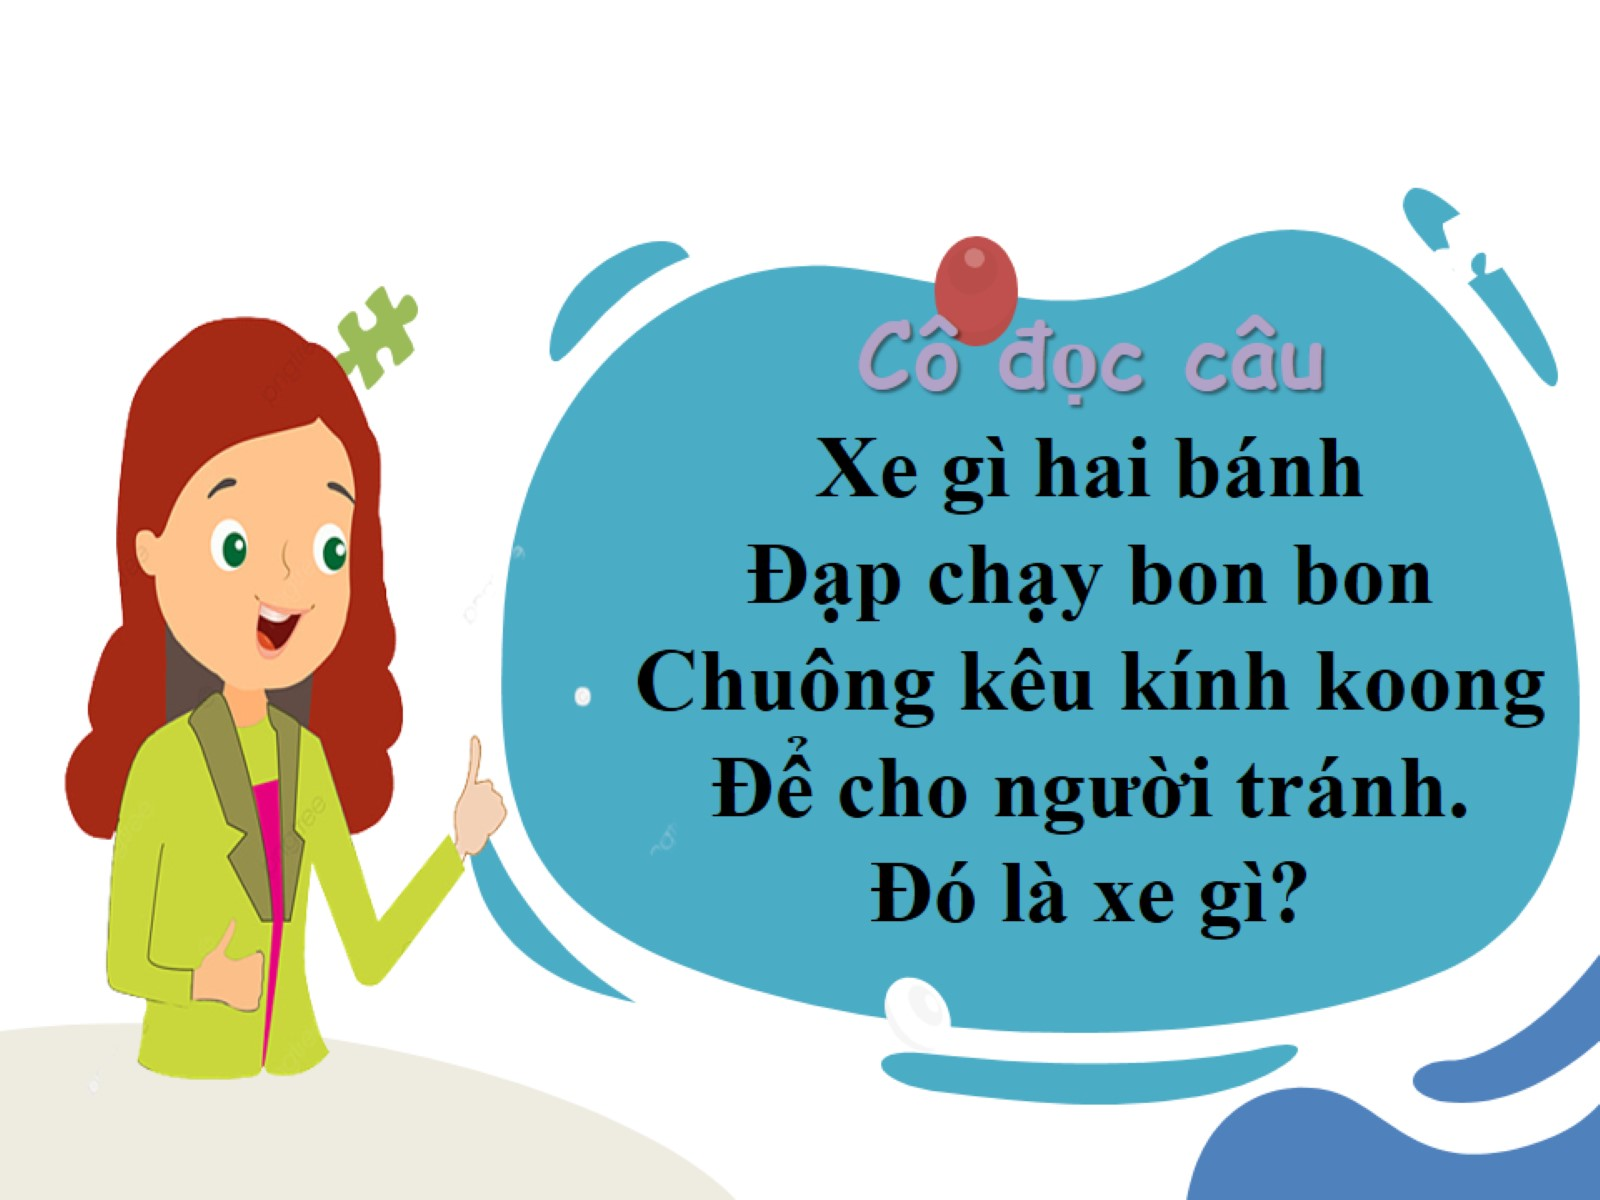 Cô đọc câu
Xe gì hai bánh
Đạp chạy bon bon
Chuông kêu kính koong
Để cho người tránh.
Đó là xe gì?